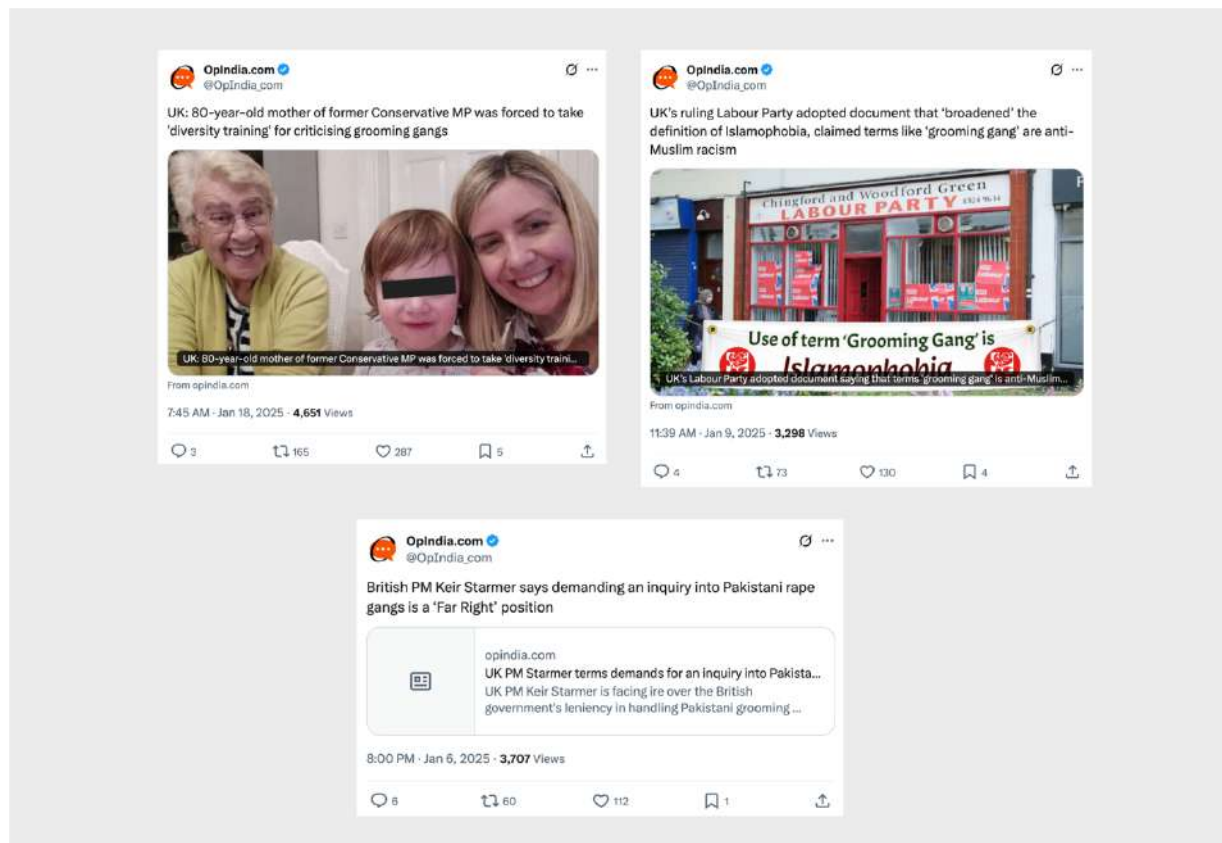 OpIndia.com
@OpIndia_com
UK: 80-year-old mother of former Conservative MP was forced to take
'diversity training' for criticising grooming gangs
UK: 80-year-old mother of former Conservative MP was forced to take 'diversity traini...
From opindia.com
7:45 AM · Jan 18, 2025 · 4,651 Views
3 165 287 5
OpIndia.com
@OpIndia_com
UK's ruling Labour Party adopted document that 'broadened' the
definition of Islamophobia, claimed terms like 'grooming gang' are anti-
Muslim racism
Chingford and Woodford Green
LABOUR PARTY
Use of term 'Grooming Gang' is
Islamophobia
UK's Labour Party adopted document saying that terms 'grooming gang' is anti-Muslim...
From opindia.com
11:39 AM · Jan 9, 2025 · 3,298 Views
4 73 130 4
OpIndia.com
@OpIndia_com
British PM Keir Starmer says demanding an inquiry into Pakistani rape
gangs is a 'Far Right' position
opindia.com
UK PM Starmer terms demands for an inquiry into Pakista...
UK PM Keir Starmer is facing ire over the British
government's leniency in handling Pakistani grooming ...
8:00 PM · Jan 6, 2025 · 3,707 Views
6 60 112 1